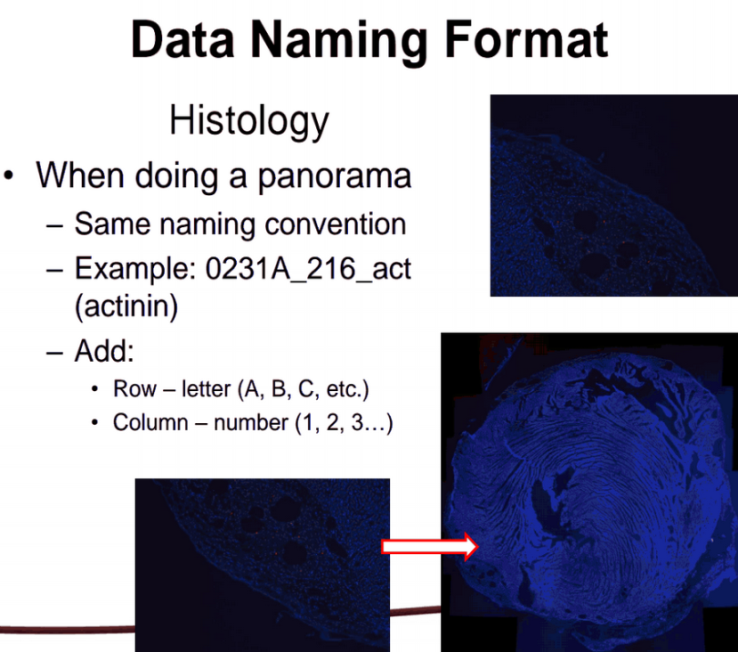 Data Naming Format
Histology
• When doing a panorama
– Same naming convention
– Example: 0231A_216_act
(actinin)
– Add:
• Row – letter (A, B, C, etc.)
• Column – number (1, 2, 3…)